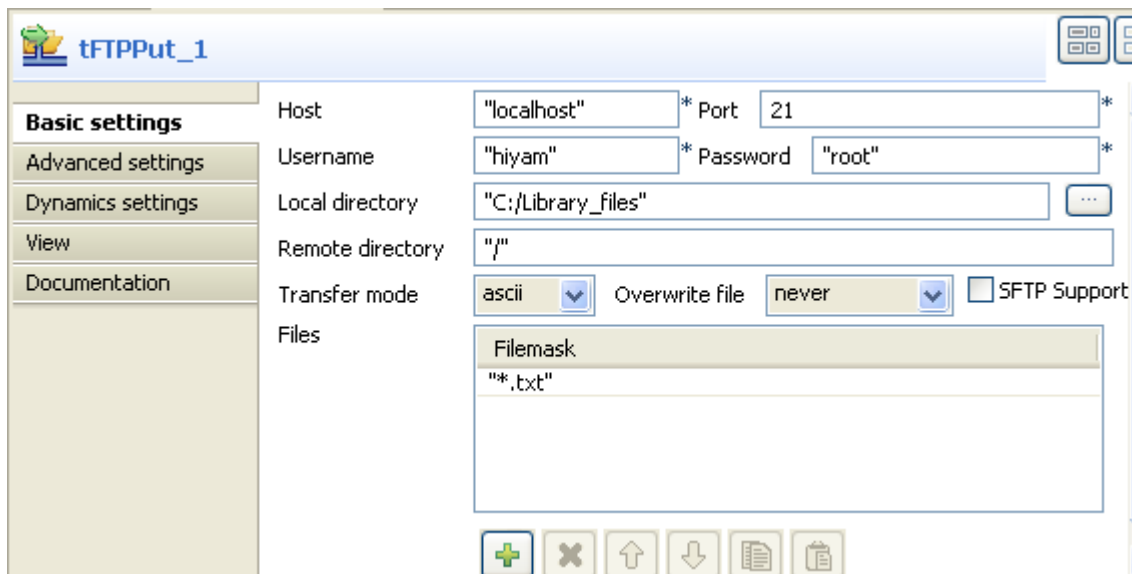 tFTPPut_1
Basic settings
Advanced settings
Dynamics settings
View
Documentation
Host "localhost" * Port 21 *
Username "hiyam" * Password "root" *
Local directory "C:/Library_files" ...
Remote directory "/"
Transfer mode ascii Overwrite file never SFTP Support
Files
Filemask
"*.txt"